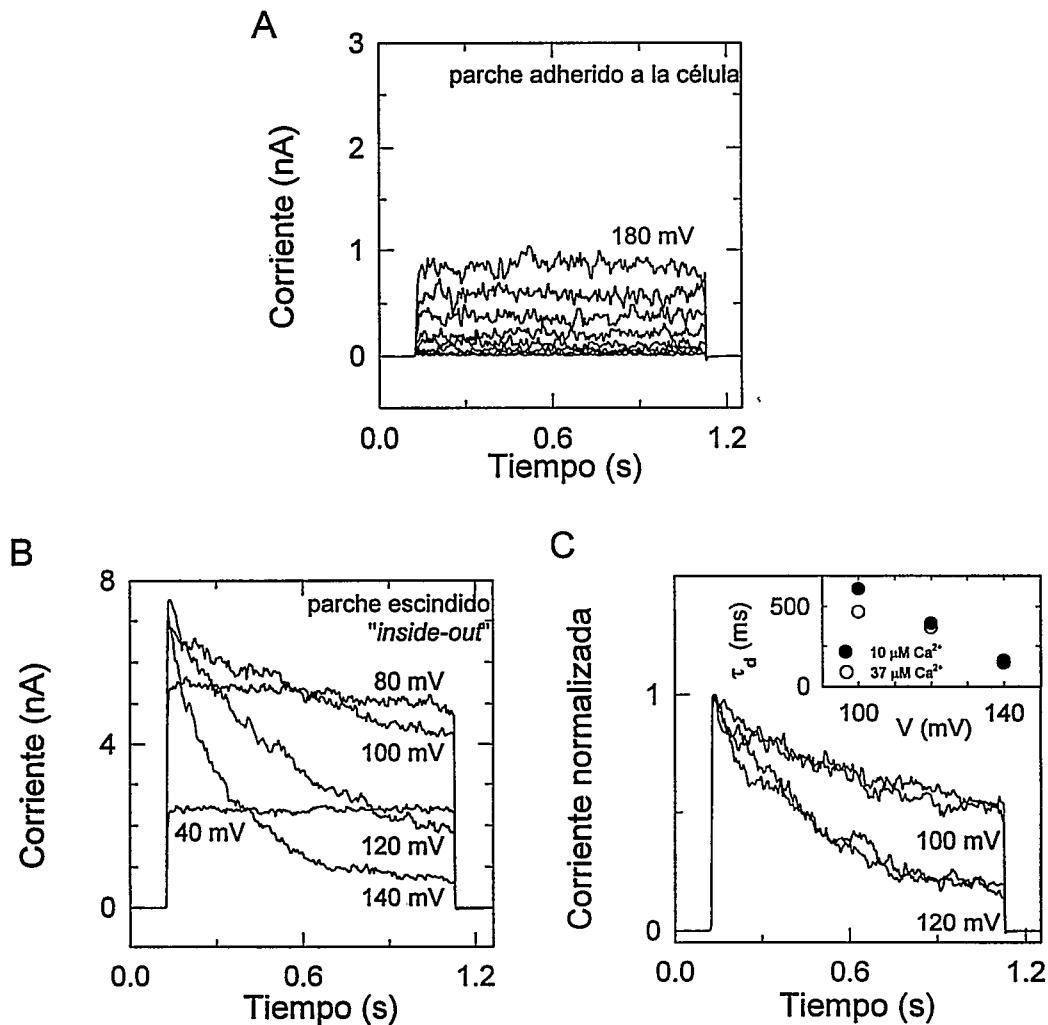 A
3
2
1
0
Corriente (nA)
parche adherido a la célula
180 mV
0.0
0.6
1.2
Tiempo (s)
B
8
4
0
Corriente (nA)
parche escindido
"inside-out"
80 mV
100 mV
40 mV
120 mV
140 mV
0.0
0.6
1.2
Tiempo (s)
C
1
0
Corriente normalizada
500
0
τd (ms)
10 μM Ca²⁺
37 μM Ca²⁺
100
V (mV)
140
100 mV
120 mV
0.0
0.6
1.2
Tiempo (s)